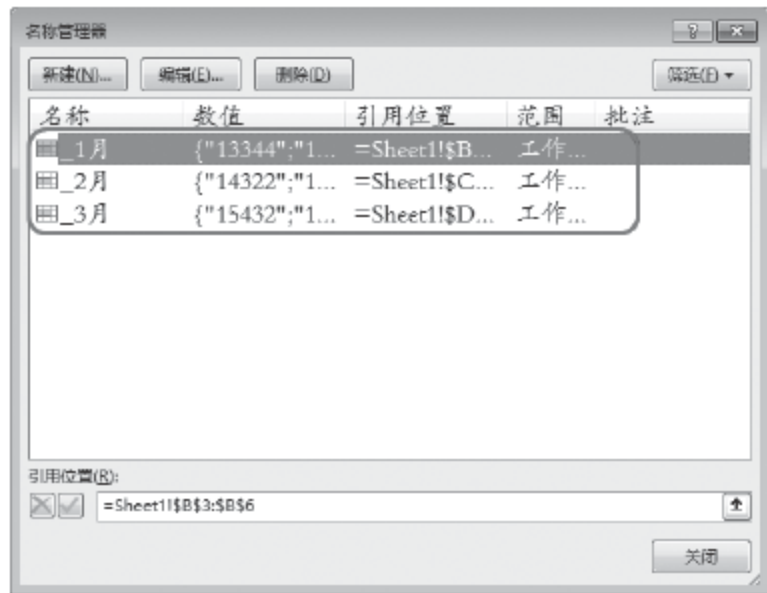 名称管理器
新建(N)... 编辑(E)... 删除(D) 筛选(F)
名称 数值 引用位置 范围 批注
_1月 {"13344";"1... =Sheet1!$B... 工作...
_2月 {"14322";"1... =Sheet1!$C... 工作...
_3月 {"15432";"1... =Sheet1!$D... 工作...
引用位置(R):
=Sheet1!$B$3:$B$6
关闭